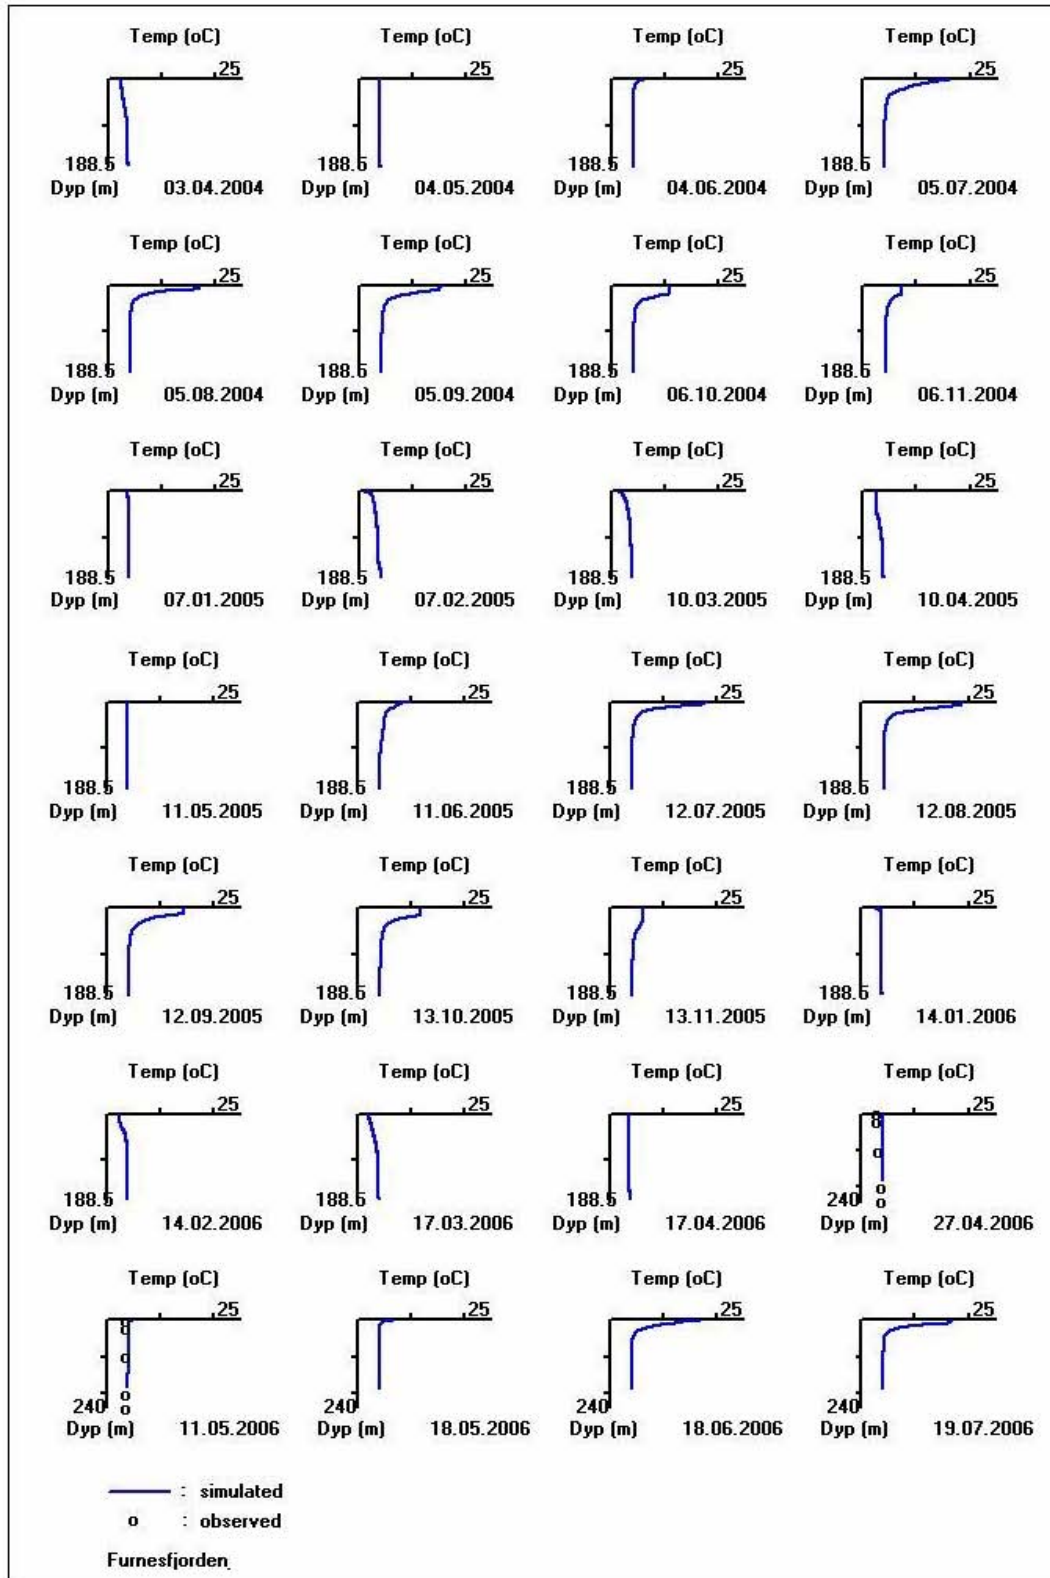 Temp (oC) Temp (oC) Temp (oC) Temp (oC)
25 25 25 25
188.5 188.5 188.5 188.5
Dyp (m) 03.04.2004 Dyp (m) 04.05.2004 Dyp (m) 04.06.2004 Dyp (m) 05.07.2004
Temp (oC) Temp (oC) Temp (oC) Temp (oC)
25 25 25 25
188.5 188.5 188.5 188.5
Dyp (m) 05.08.2004 Dyp (m) 05.09.2004 Dyp (m) 06.10.2004 Dyp (m) 06.11.2004
Temp (oC) Temp (oC) Temp (oC) Temp (oC)
25 25 25 25
188.5 188.5 188.5 188.5
Dyp (m) 07.01.2005 Dyp (m) 07.02.2005 Dyp (m) 10.03.2005 Dyp (m) 10.04.2005
Temp (oC) Temp (oC) Temp (oC) Temp (oC)
25 25 25 25
188.5 188.5 188.5 188.5
Dyp (m) 11.05.2005 Dyp (m) 11.06.2005 Dyp (m) 12.07.2005 Dyp (m) 12.08.2005
Temp (oC) Temp (oC) Temp (oC) Temp (oC)
25 25 25 25
188.5 188.5 188.5 188.5
Dyp (m) 12.09.2005 Dyp (m) 13.10.2005 Dyp (m) 13.11.2005 Dyp (m) 14.01.2006
Temp (oC) Temp (oC) Temp (oC) Temp (oC)
25 25 25 25
188.5 188.5 188.5 240
Dyp (m) 14.02.2006 Dyp (m) 17.03.2006 Dyp (m) 17.04.2006 Dyp (m) 27.04.2006
Temp (oC) Temp (oC) Temp (oC) Temp (oC)
25 25 25 25
240 240 240 240
Dyp (m) 11.05.2006 Dyp (m) 18.05.2006 Dyp (m) 18.06.2006 Dyp (m) 19.07.2006
: simulated
o : observed
Furnesfjorden